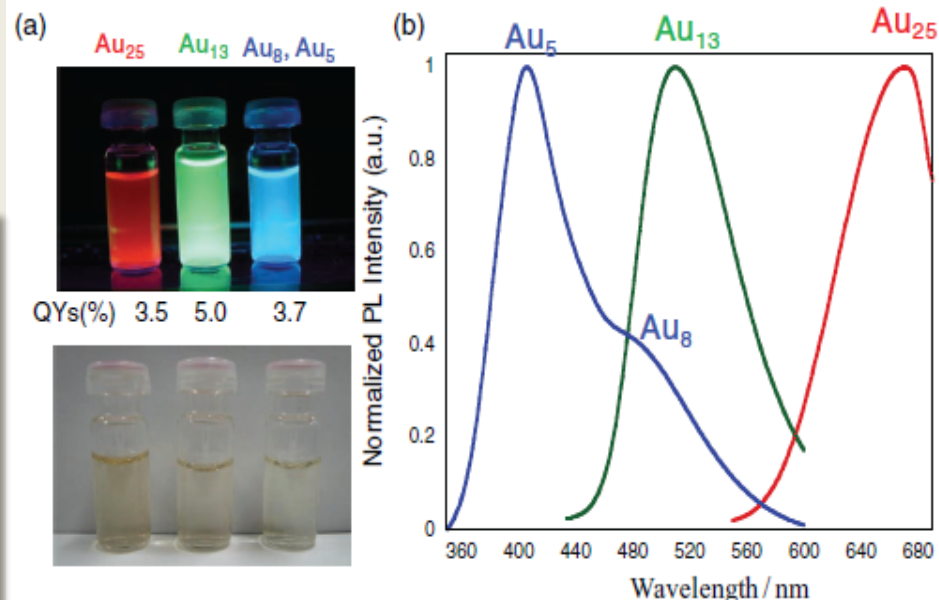 (a)
Au₂₅ Au₁₃ Au₈, Au₅
QYs(%) 3.5 5.0 3.7
(b)
Au₅ Au₁₃ Au₂₅
Au₈
Normalized PL Intensity (a.u.)
1
0.8
0.6
0.4
0.2
0
360 400 440 480 520 560 600 640 680
Wavelength / nm